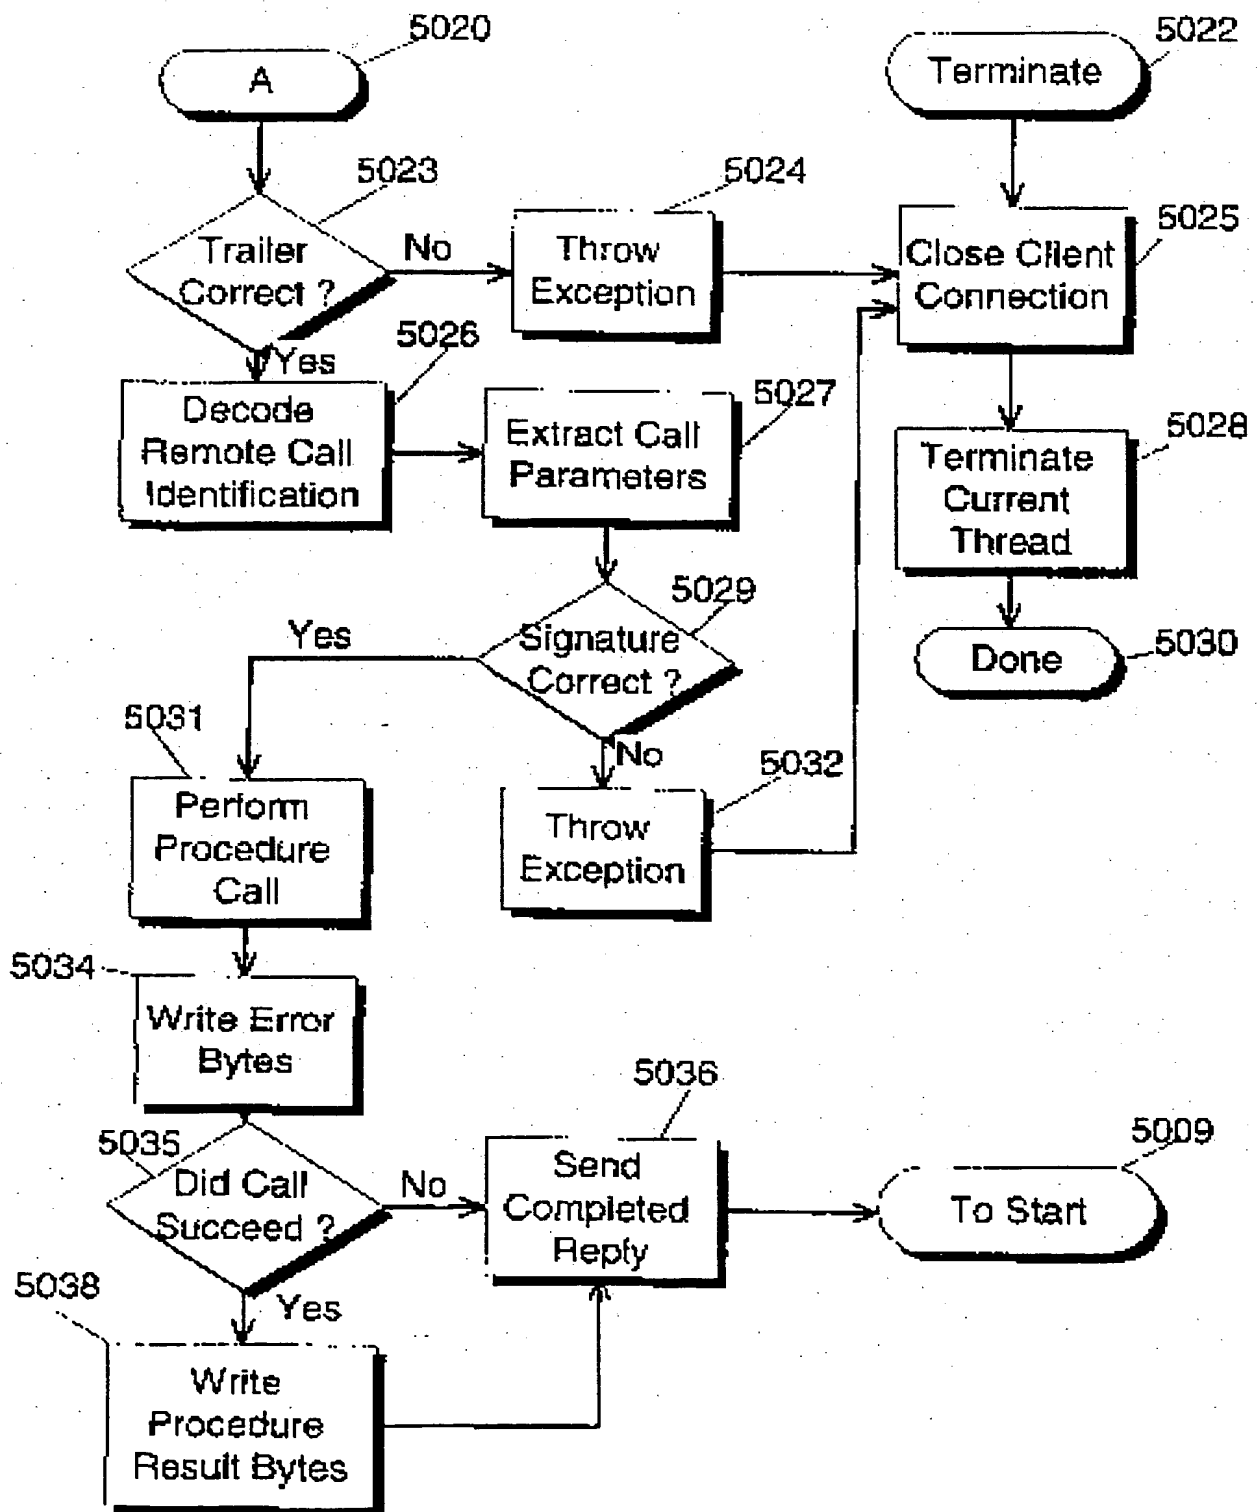 5020
5022
A
Terminate
5023
5024
5025
Trailer
Correct ?
No
Throw
Exception
Close Client
Connection
Yes
5026
5027
5028
Decode
Remote Call
Identification
Extract Call
Parameters
Terminate
Current
Thread
5029
Yes
Signature
Correct ?
Done
5030
5031
No
5032
Perform
Procedure
Call
Throw
Exception
5034
Write Error
Bytes
5036
5035
5009
Did Call
Succeed ?
No
Send
Completed
Reply
To Start
5038
Yes
Write
Procedure
Result Bytes